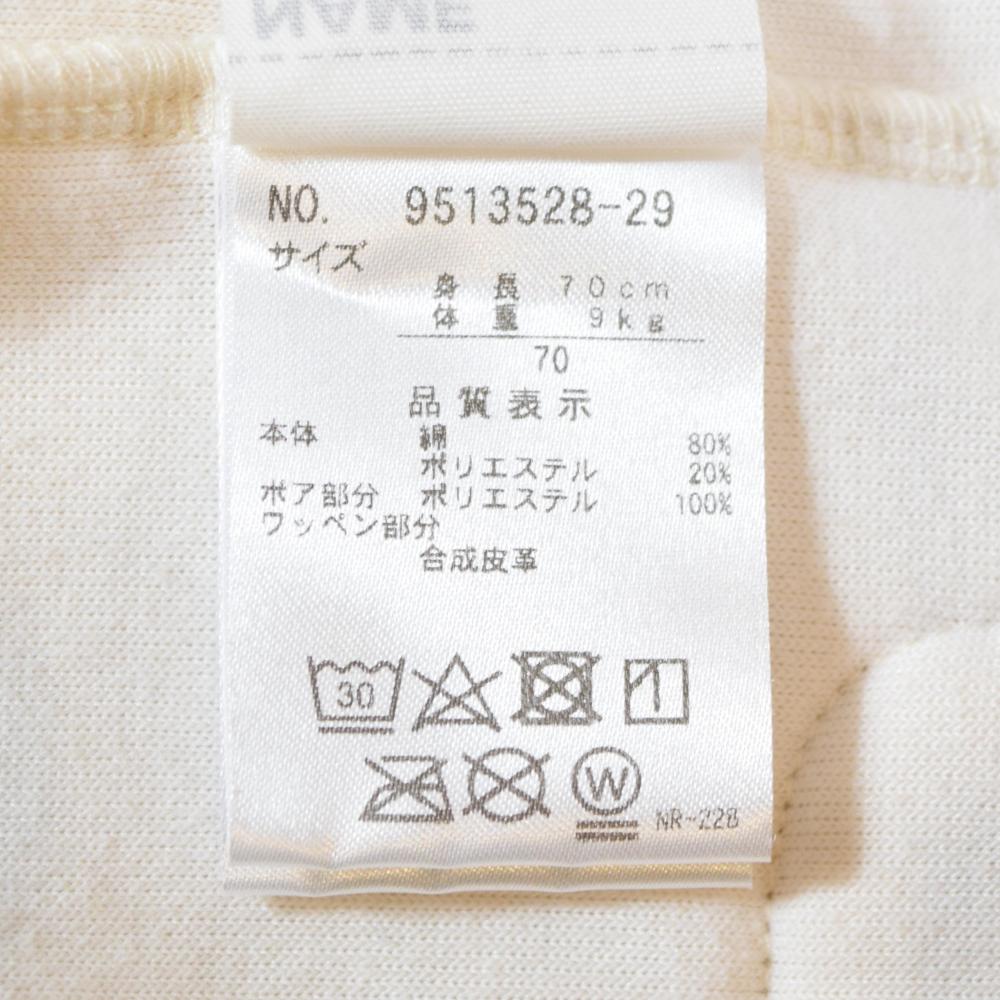 NAME
NO. 9513528-29
サイズ
身 長 70cm
体 重 9kg
70
品質表示
本体 綿 80%
ポリエステル 20%
ボア部分 ポリエステル 100%
ワッペン部分
合成皮革
30
W
NR-228